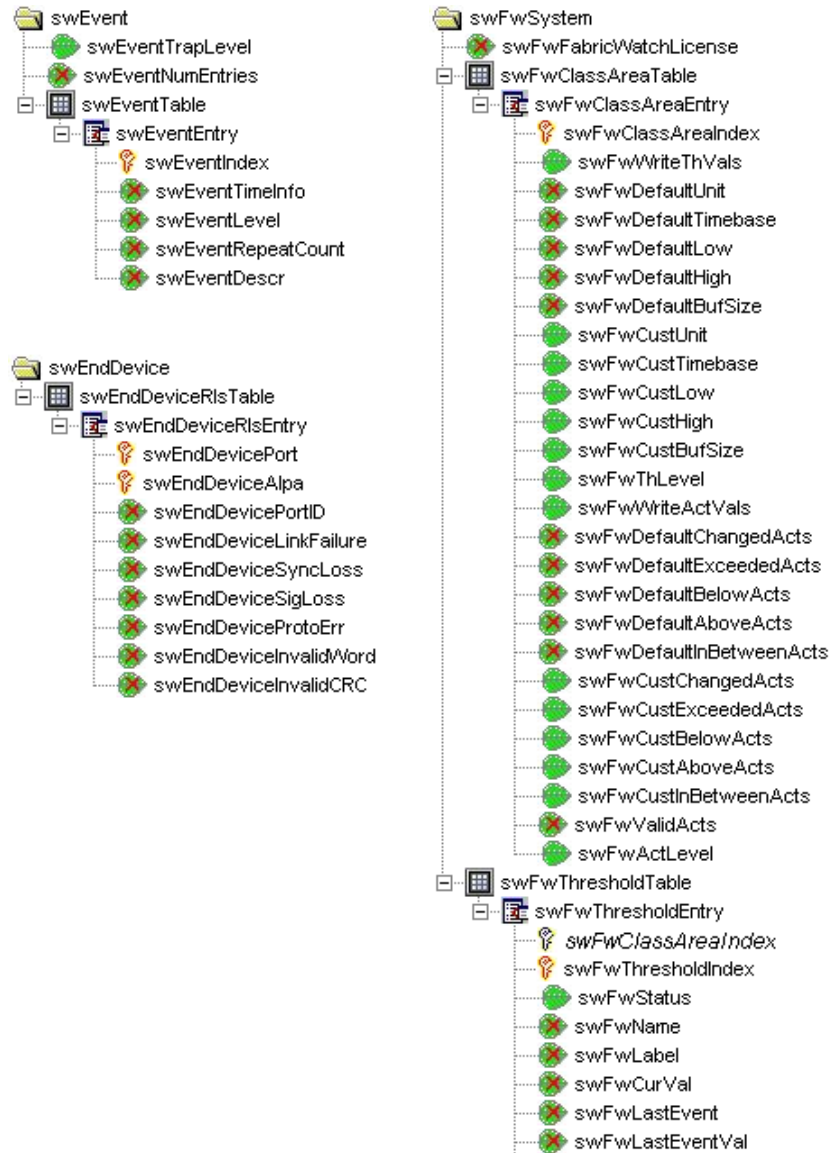 swEvent
swEventTrapLevel
swEventNumEntries
swEventTable
swEventEntry
swEventIndex
swEventTimeInfo
swEventLevel
swEventRepeatCount
swEventDescr
swEndDevice
swEndDeviceRlsTable
swEndDeviceRlsEntry
swEndDevicePort
swEndDeviceAlpa
swEndDevicePortID
swEndDeviceLinkFailure
swEndDeviceSyncLoss
swEndDeviceSigLoss
swEndDeviceProtoErr
swEndDeviceInvalidWord
swEndDeviceInvalidCRC
swFwSystem
swFwFabricWatchLicense
swFwClassAreaTable
swFwClassAreaEntry
swFwClassAreaIndex
swFwWriteThVals
swFwDefaultUnit
swFwDefaultTimebase
swFwDefaultLow
swFwDefaultHigh
swFwDefaultBufSize
swFwCustUnit
swFwCustTimebase
swFwCustLow
swFwCustHigh
swFwCustBufSize
swFwThLevel
swFwWriteActVals
swFwDefaultChangedActs
swFwDefaultExceededActs
swFwDefaultBelowActs
swFwDefaultAboveActs
swFwDefaultInBetweenActs
swFwCustChangedActs
swFwCustExceededActs
swFwCustBelowActs
swFwCustAboveActs
swFwCustInBetweenActs
swFwValidActs
swFwActLevel
swFwThresholdTable
swFwThresholdEntry
swFwClassAreaIndex
swFwThresholdIndex
swFwStatus
swFwName
swFwLabel
swFwCurVal
swFwLastEvent
swFwLastEventVal